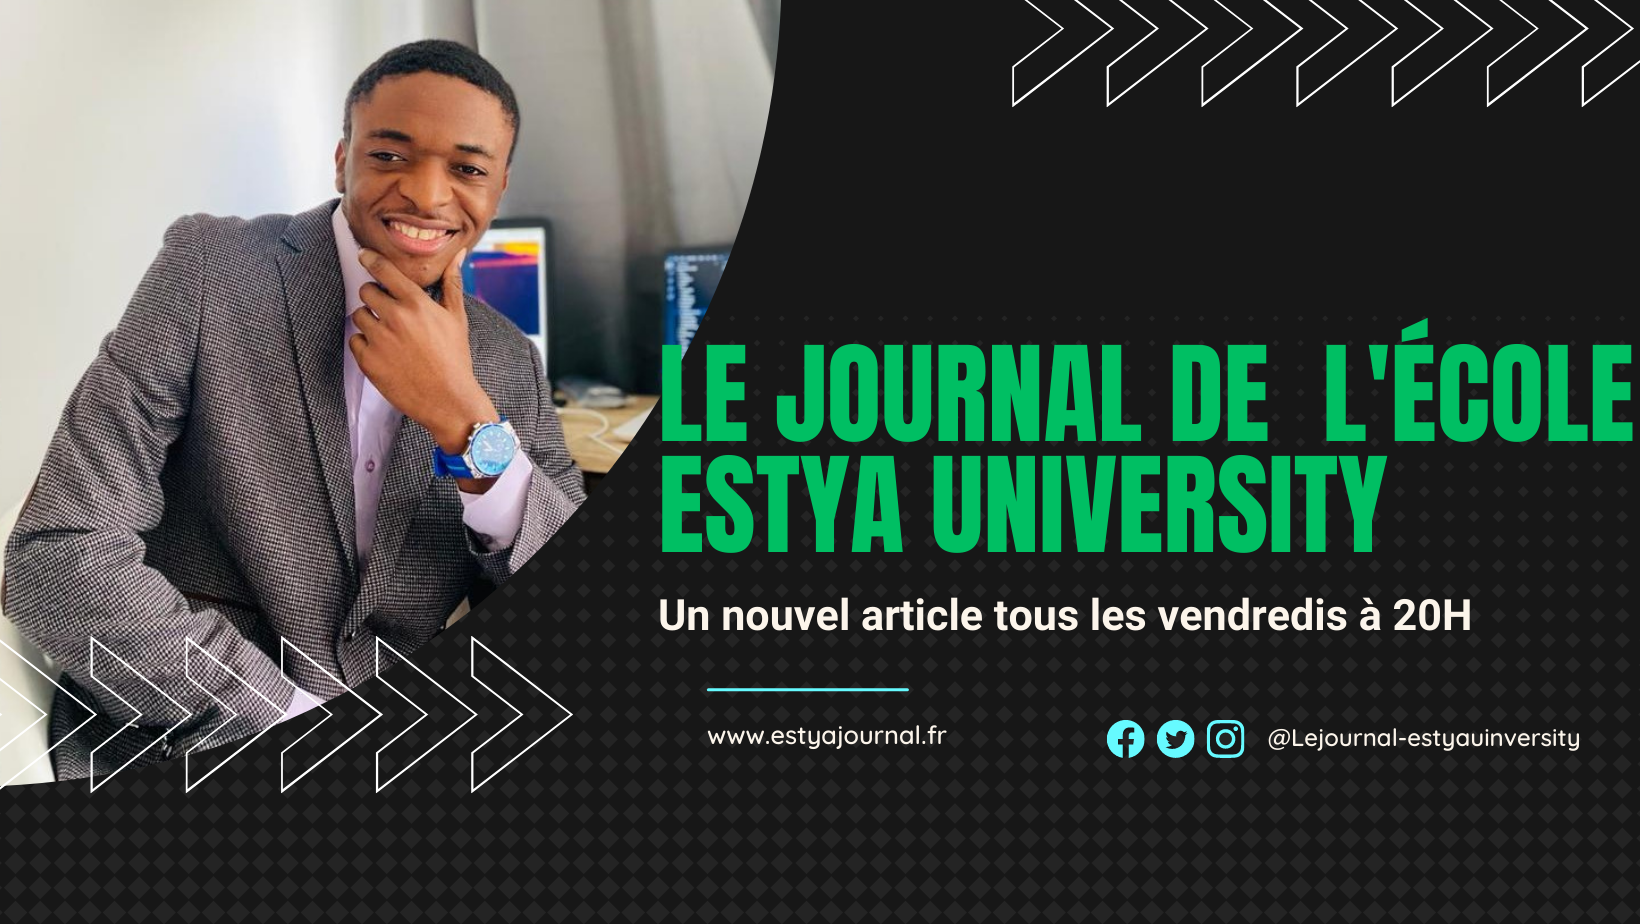 LE JOURNAL DE L'ÉCOLE
ESTYA UNIVERSITY
Un nouvel article tous les vendredis à 20H
www.estyajournal.fr
@Lejournal-estyauinversity